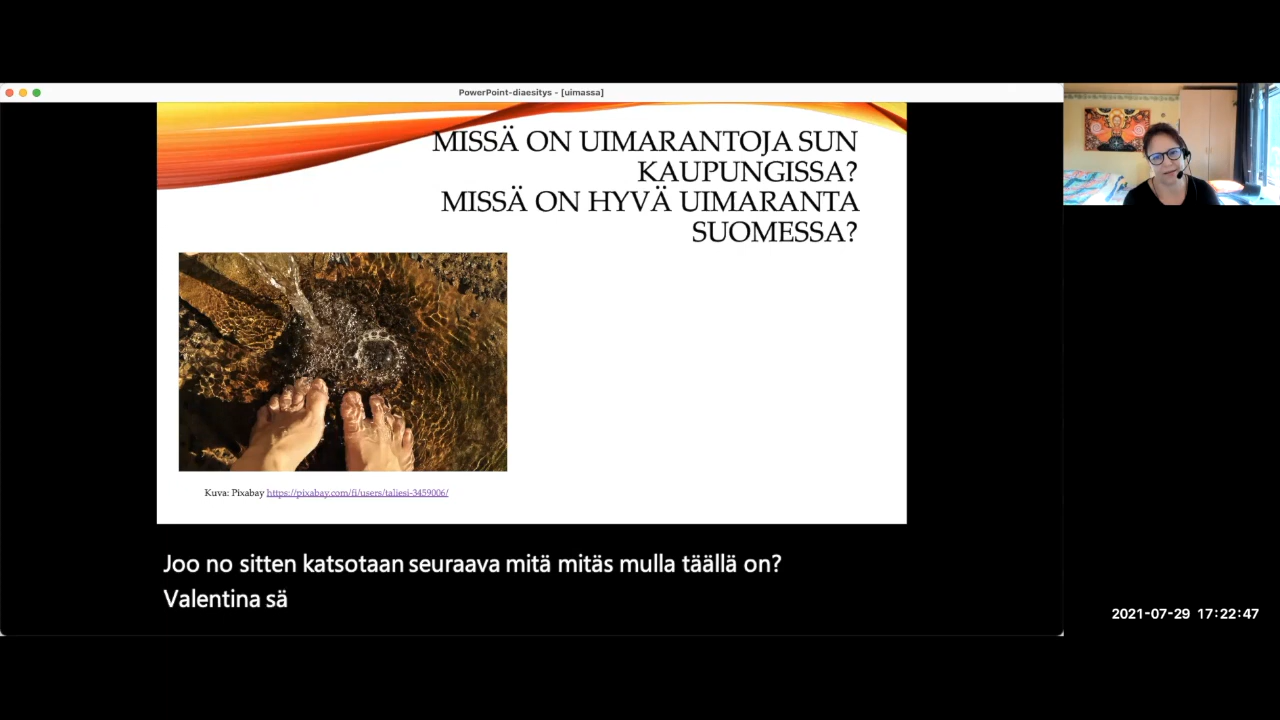 PowerPoint-diaesitys - [uimassa]
MISSÄ ON UIMARANTOJA SUN
KAUPUNGISSA?
MISSÄ ON HYVÄ UIMARANTA
SUOMESSA?
Kuva: Pixabay https://pixabay.com/fi/users/taliesi-3459006/
Joo no sitten katsotaan seuraava mitä mitäs mulla täällä on?
Valentina sä
2021-07-29 17:22:47